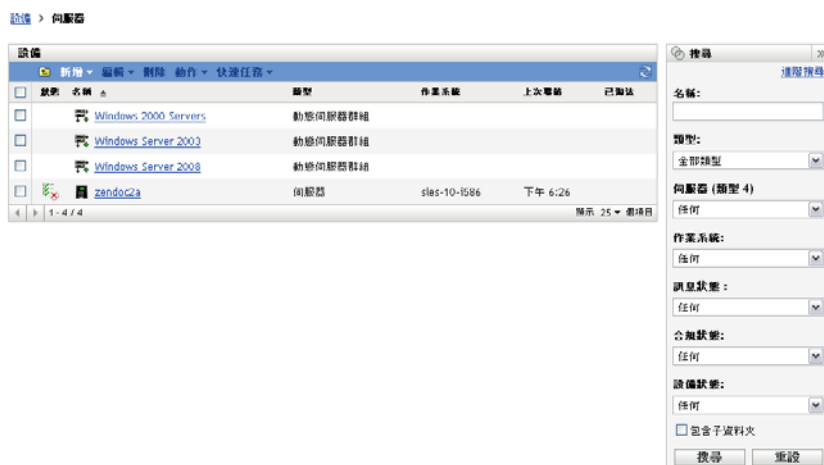 設備 > 伺服器
設備
新增 編輯 刪除 動作 快速任務
狀態 名稱 類型 作業系統 上次聯絡 已淘汰
Windows 2000 Servers 動態伺服器群組
Windows Server 2003 動態伺服器群組
Windows Server 2008 動態伺服器群組
zendoc2a 伺服器 sles-10-i586 下午 6:26
1 - 4 / 4 顯示 25 個項目
搜尋
進階搜尋
名稱:
類型:
全部類型
伺服器 (類型 4)
任何
作業系統:
任何
訊息狀態：
任何
合規狀態:
任何
設備狀態:
任何
包含子資料夾
搜尋 重設